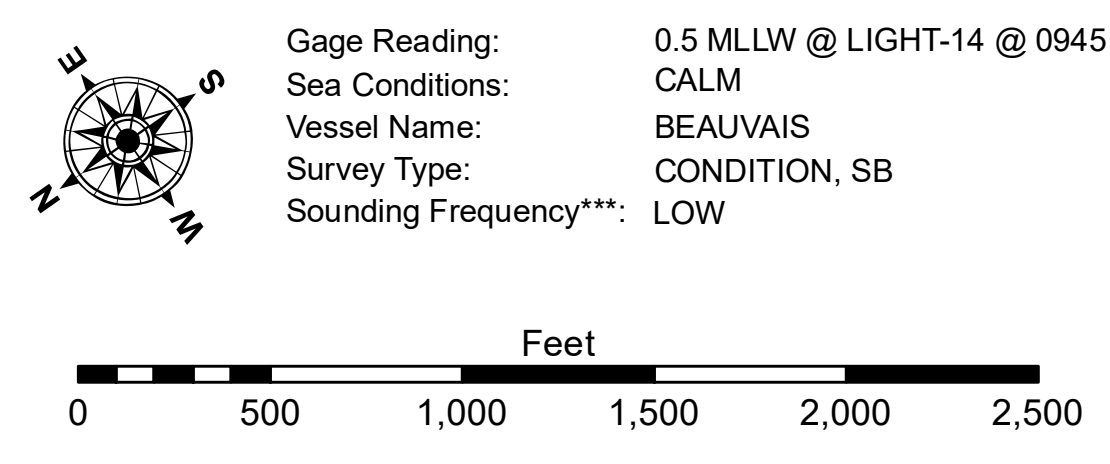 E
S
N
W
Gage Reading: 0.5 MLLW @ LIGHT-14 @ 0945
Sea Conditions: CALM
Vessel Name: BEAUVAIS
Survey Type: CONDITION, SB
Sounding Frequency***: LOW
Feet
0 500 1,000 1,500 2,000 2,500